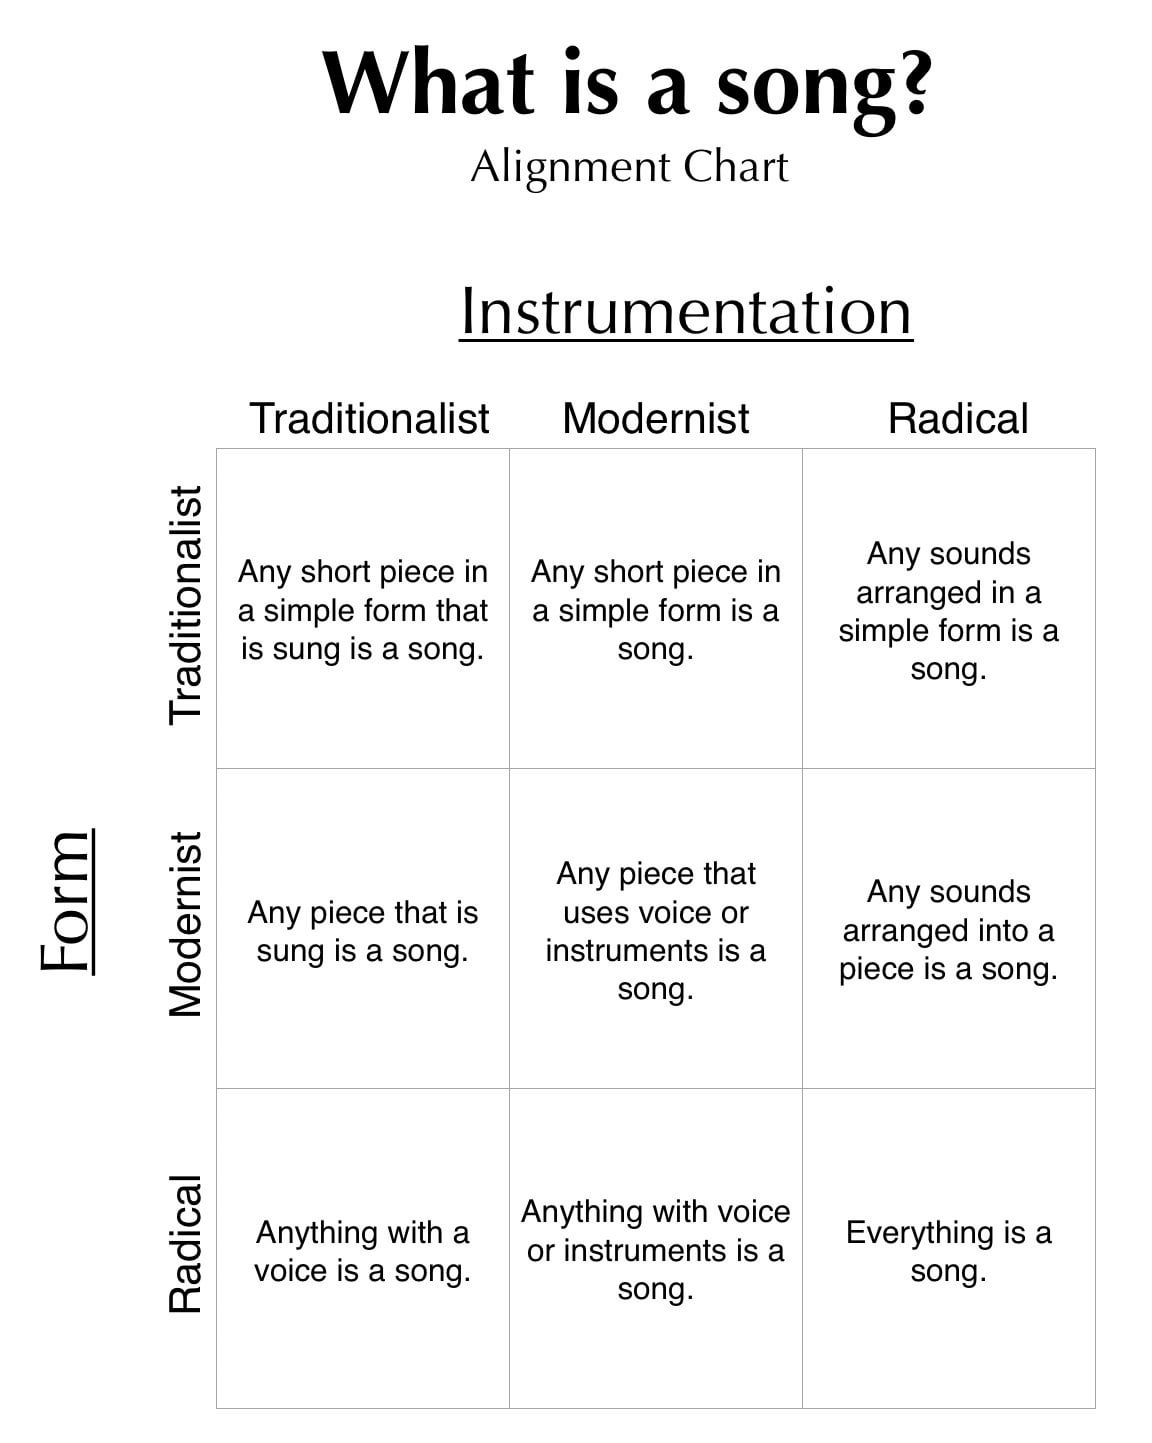 What is a song?
Alignment Chart
Instrumentation
Traditionalist
Modernist
Radical
Form
Traditionalist
Any short piece in
a simple form that
is sung is a song.
Any short piece in
a simple form is a
song.
Any sounds
arranged in a
simple form is a
song.
Modernist
Any piece that is
sung is a song.
Any piece that
uses voice or
instruments is a
song.
Any sounds
arranged into a
piece is a song.
Radical
Anything with a
voice is a song.
Anything with voice
or instruments is a
song.
Everything is a
song.